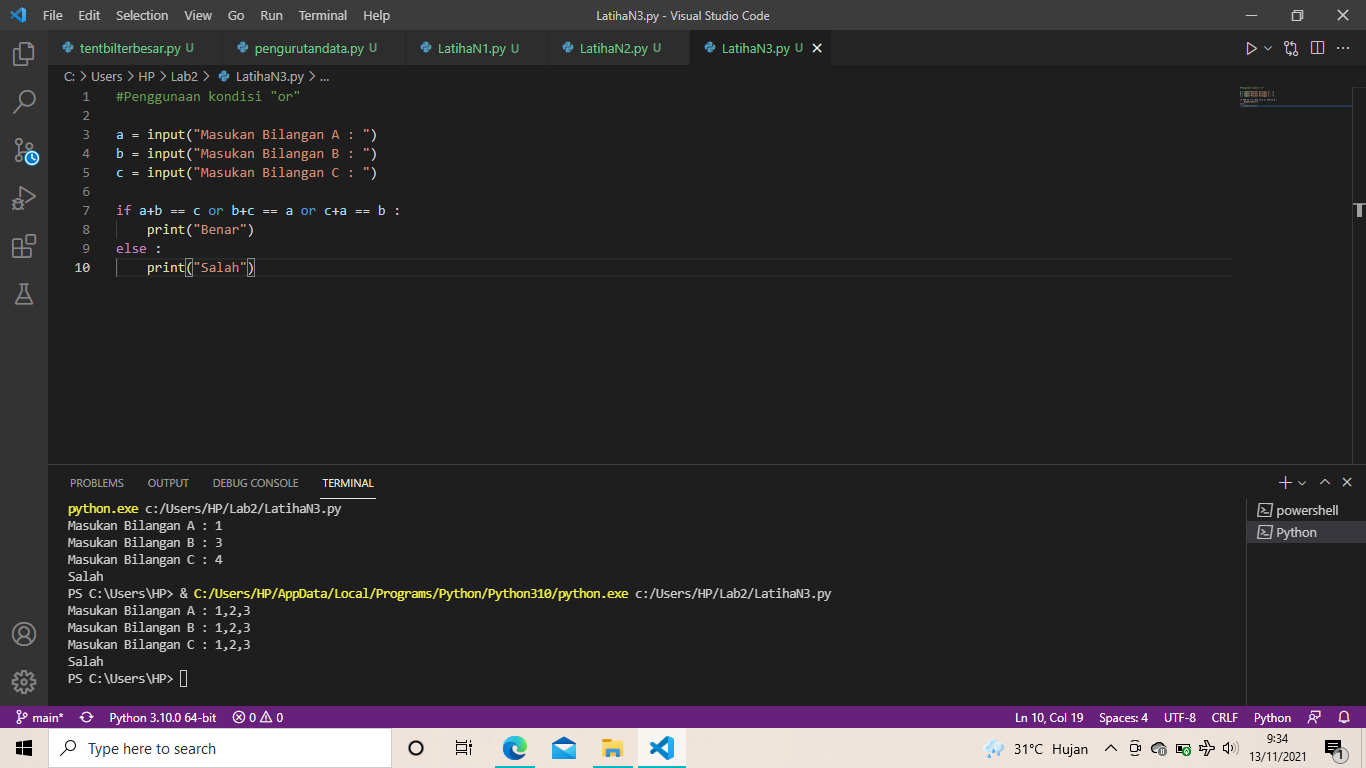 File Edit Selection View Go Run Terminal Help
LatihaN3.py - Visual Studio Code
tentbilterbesar.py U
pengurutandata.py U
LatihaN1.py U
LatihaN2.py U
LatihaN3.py U
C: > Users > HP > Lab2 > LatihaN3.py > ...
1 #Penggunaan kondisi "or"
2
3 a = input("Masukan Bilangan A : ")
4 b = input("Masukan Bilangan B : ")
5 c = input("Masukan Bilangan C : ")
6
7 if a+b == c or b+c == a or c+a == b :
8     print("Benar")
9 else :
10     print("Salah")
PROBLEMS OUTPUT DEBUG CONSOLE TERMINAL
python.exe c:/Users/HP/Lab2/LatihaN3.py
Masukan Bilangan A : 1
Masukan Bilangan B : 3
Masukan Bilangan C : 4
Salah
PS C:\Users\HP> & C:/Users/HP/AppData/Local/Programs/Python/Python310/python.exe c:/Users/HP/Lab2/LatihaN3.py
Masukan Bilangan A : 1,2,3
Masukan Bilangan B : 1,2,3
Masukan Bilangan C : 1,2,3
Salah
PS C:\Users\HP>
powershell
Python
main* Python 3.10.0 64-bit 0 0 Ln 10, Col 19 Spaces: 4 UTF-8 CRLF Python
Type here to search
31°C Hujan
9:34
13/11/2021
1